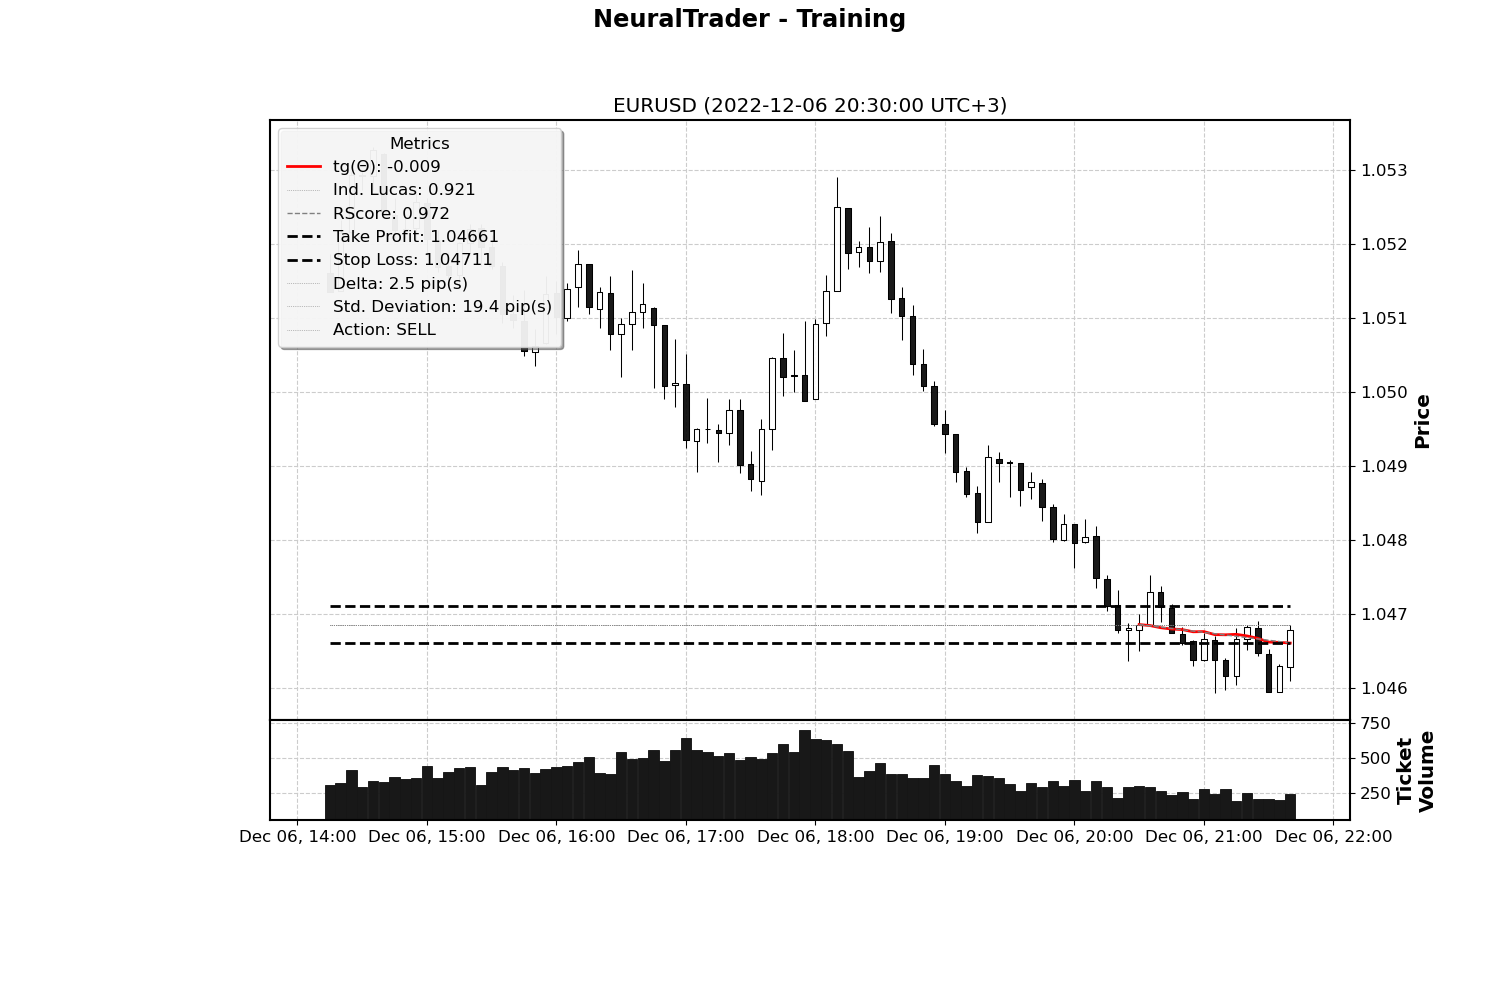 NeuralTrader - Training
EURUSD (2022-12-06 20:30:00 UTC+3)
Metrics
tg(Θ): -0.009
Ind. Lucas: 0.921
RScore: 0.972
Take Profit: 1.04661
Stop Loss: 1.04711
Delta: 2.5 pip(s)
Std. Deviation: 19.4 pip(s)
Action: SELL
1.053
1.052
1.051
1.050
1.049
1.048
1.047
1.046
Price
750
500
250
Ticket
Volume
Dec 06, 14:00 Dec 06, 15:00 Dec 06, 16:00 Dec 06, 17:00 Dec 06, 18:00 Dec 06, 19:00 Dec 06, 20:00 Dec 06, 21:00 Dec 06, 22:00